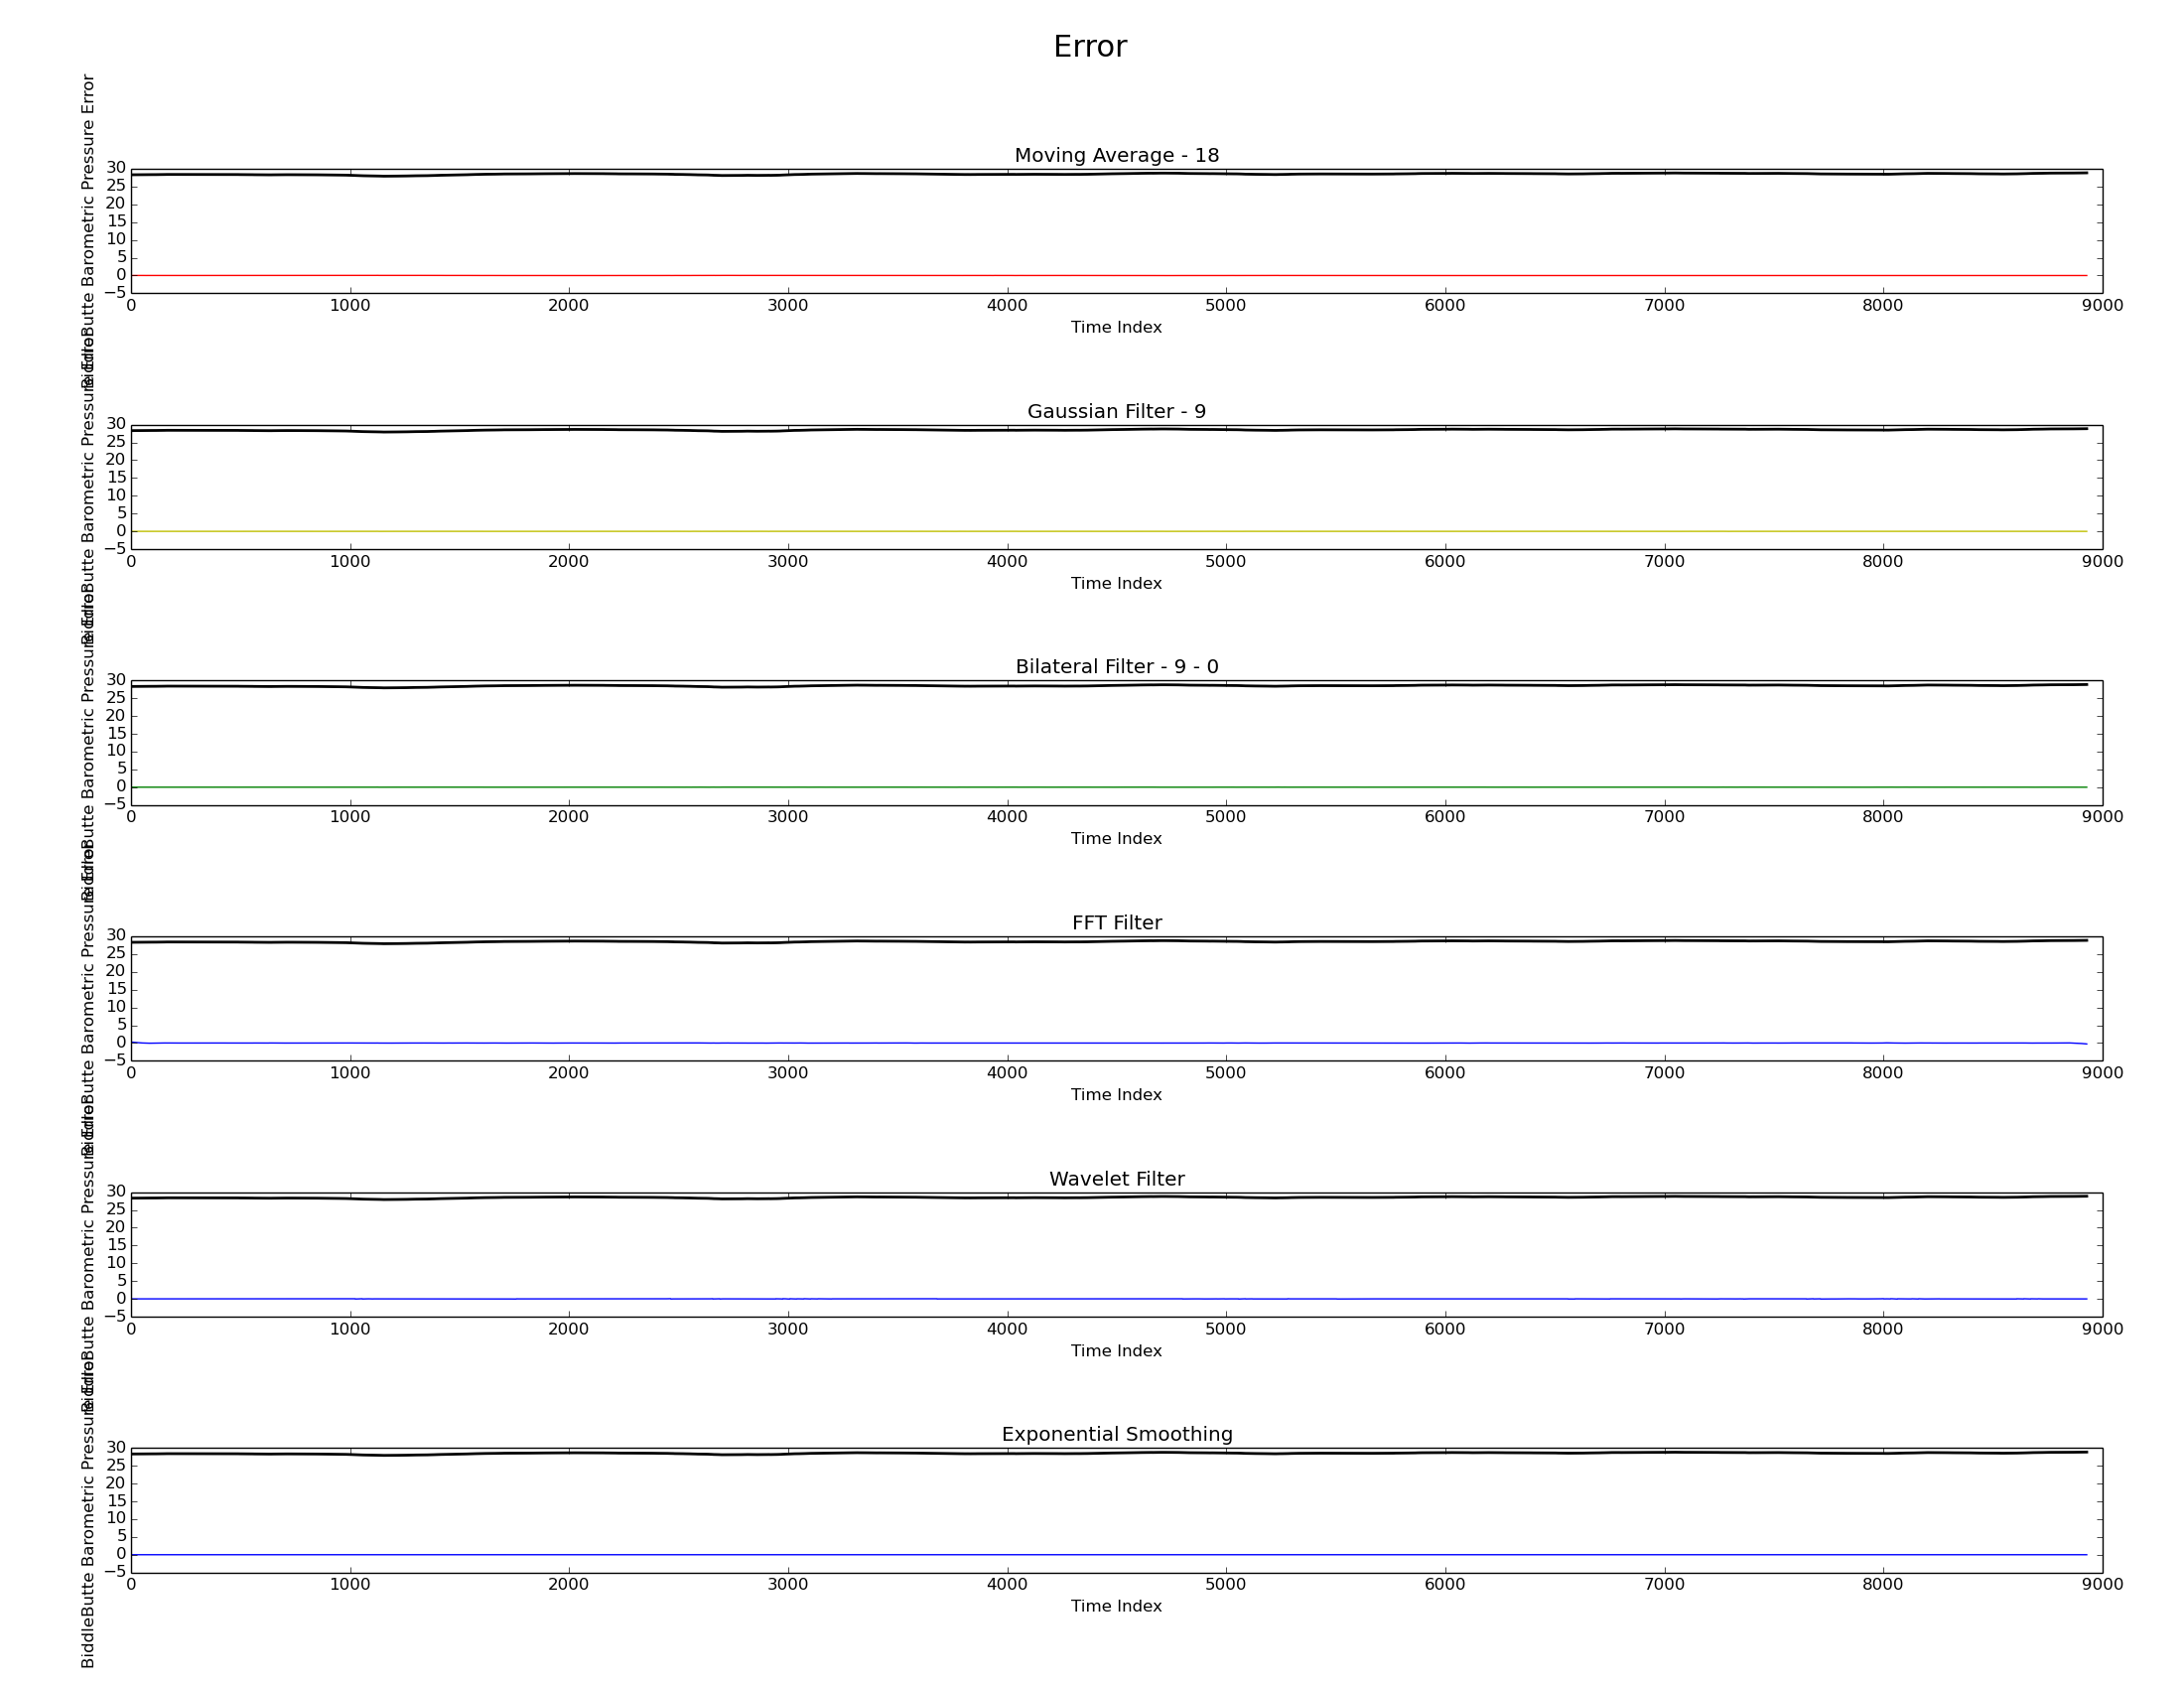 Error
Moving Average - 18
BiddleButte Barometric Pressure Error
30
25
20
15
10
5
0
−5
0 1000 2000 3000 4000 5000 6000 7000 8000 9000
Time Index
Gaussian Filter - 9
BiddleButte Barometric Pressure Error
30
25
20
15
10
5
0
−5
0 1000 2000 3000 4000 5000 6000 7000 8000 9000
Time Index
Bilateral Filter - 9 - 0
BiddleButte Barometric Pressure Error
30
25
20
15
10
5
0
−5
0 1000 2000 3000 4000 5000 6000 7000 8000 9000
Time Index
FFT Filter
BiddleButte Barometric Pressure Error
30
25
20
15
10
5
0
−5
0 1000 2000 3000 4000 5000 6000 7000 8000 9000
Time Index
Wavelet Filter
BiddleButte Barometric Pressure Error
30
25
20
15
10
5
0
−5
0 1000 2000 3000 4000 5000 6000 7000 8000 9000
Time Index
Exponential Smoothing
BiddleButte Barometric Pressure Error
30
25
20
15
10
5
0
−5
0 1000 2000 3000 4000 5000 6000 7000 8000 9000
Time Index